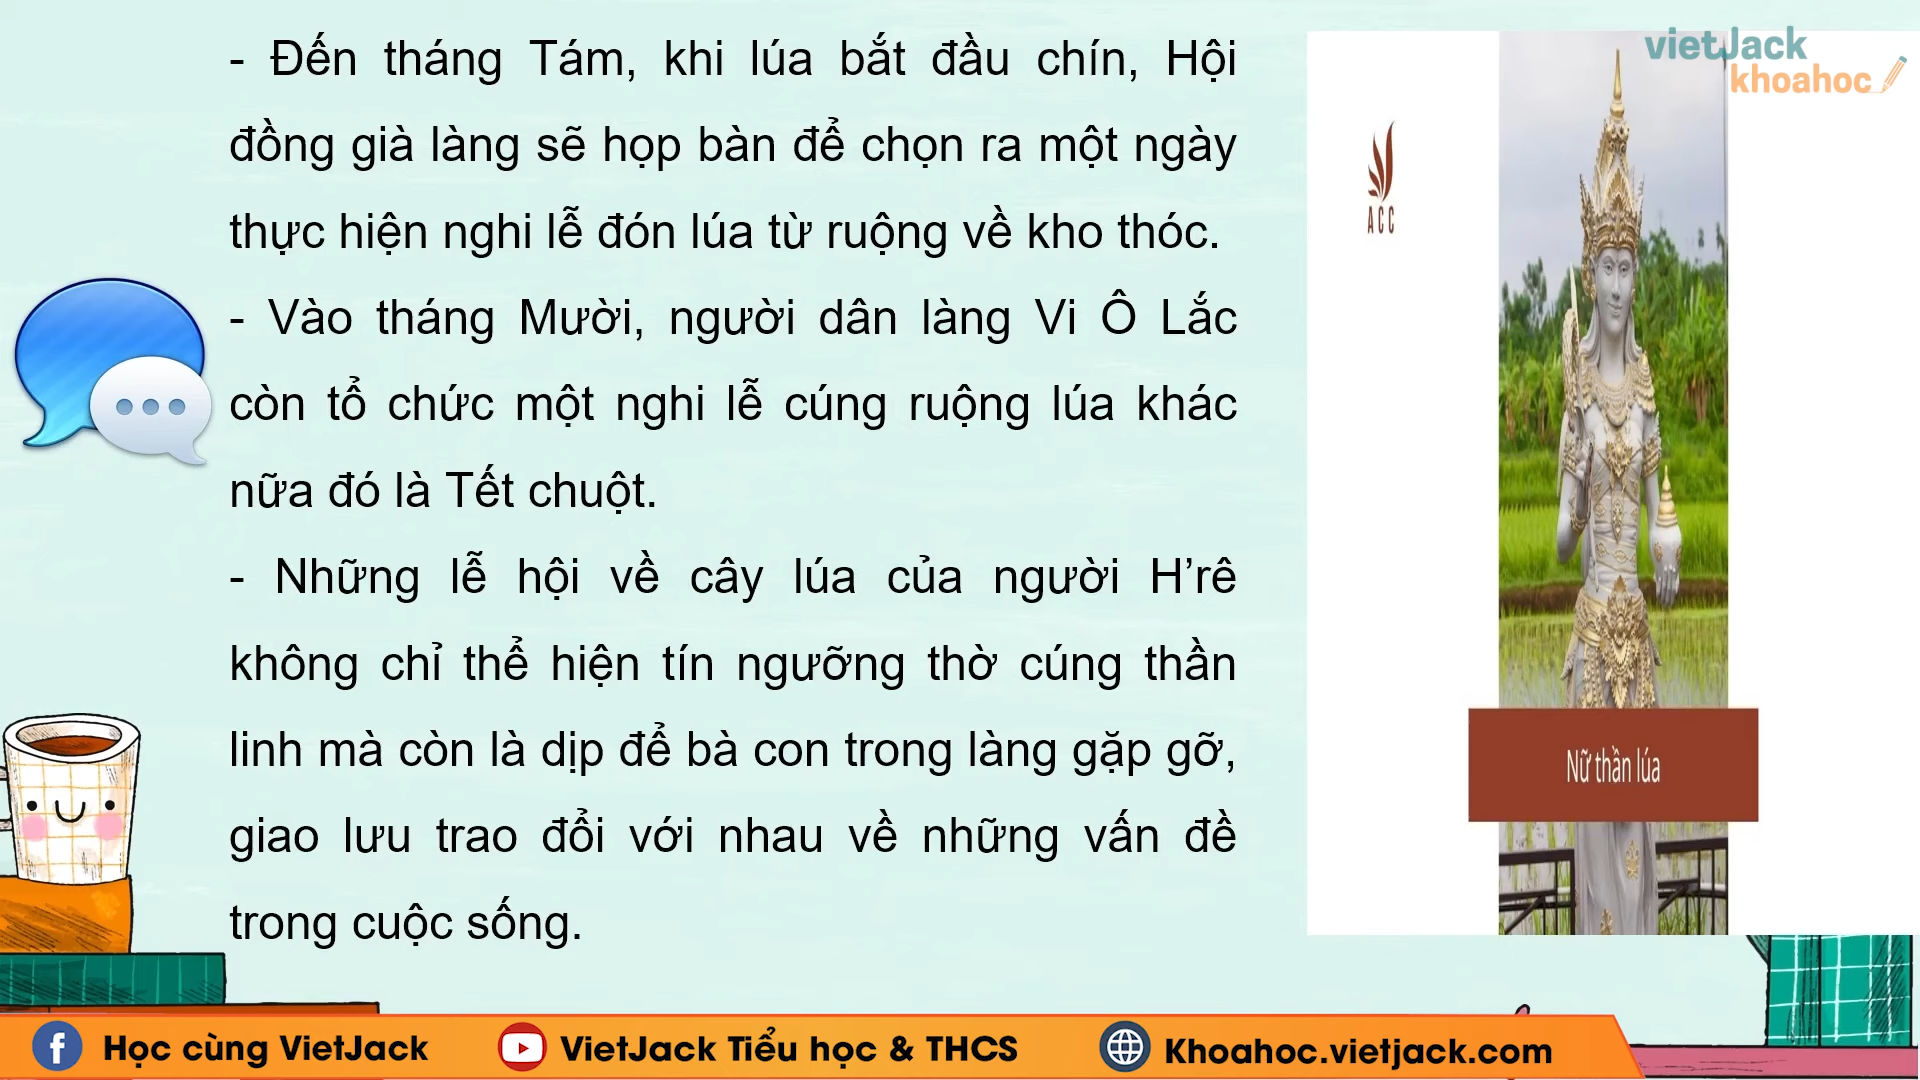 - Đến tháng Tám, khi lúa bắt đầu chín, Hội
đồng già làng sẽ họp bàn để chọn ra một ngày
thực hiện nghi lễ đón lúa từ ruộng về kho thóc.
- Vào tháng Mười, người dân làng Vi Ô Lắc
còn tổ chức một nghi lễ cúng ruộng lúa khác
nữa đó là Tết chuột.
- Những lễ hội về cây lúa của người H’rê
không chỉ thể hiện tín ngưỡng thờ cúng thần
linh mà còn là dịp để bà con trong làng gặp gỡ,
giao lưu trao đổi với nhau về những vấn đề
trong cuộc sống.
vietJack
khoahoc
ACC
Nữ thần lúa
Học cùng VietJack
VietJack Tiểu học & THCS
Khoahoc.vietjack.com